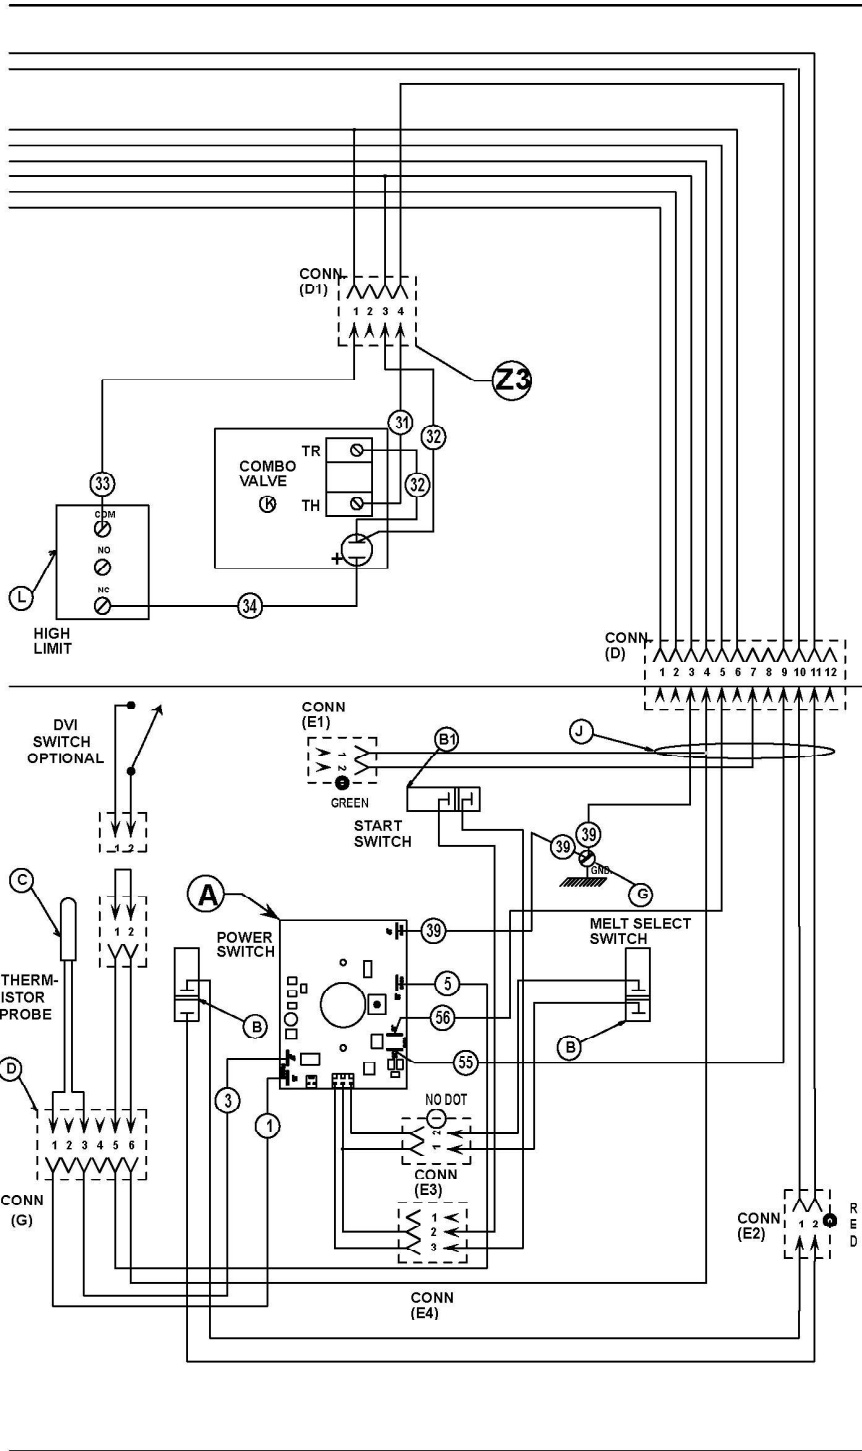 CONN.
(D1)
1 2 3 4
Z3
31
32
TR
COMBO
VALVE
K
TH
32
33
COM
NO
NC
+
L
34
HIGH
LIMIT
CONN.
(D)
1 2 3 4 5 6 7 8 9 10 11 12
CONN
(E1)
1
2
GREEN
DVI
SWITCH
OPTIONAL
B1
J
START
SWITCH
39
39
GND.
G
1 2
C
A
POWER
SWITCH
39
MELT SELECT
SWITCH
1 2
THERM-
ISTOR
PROBE
5
56
B
B
55
D
3
1
NO DOT
2
1
1 2 3 4 5 6
CONN
(E3)
CONN
(G)
1
2
3
CONN
(E2)
1 2
R
E
D
CONN
(E4)